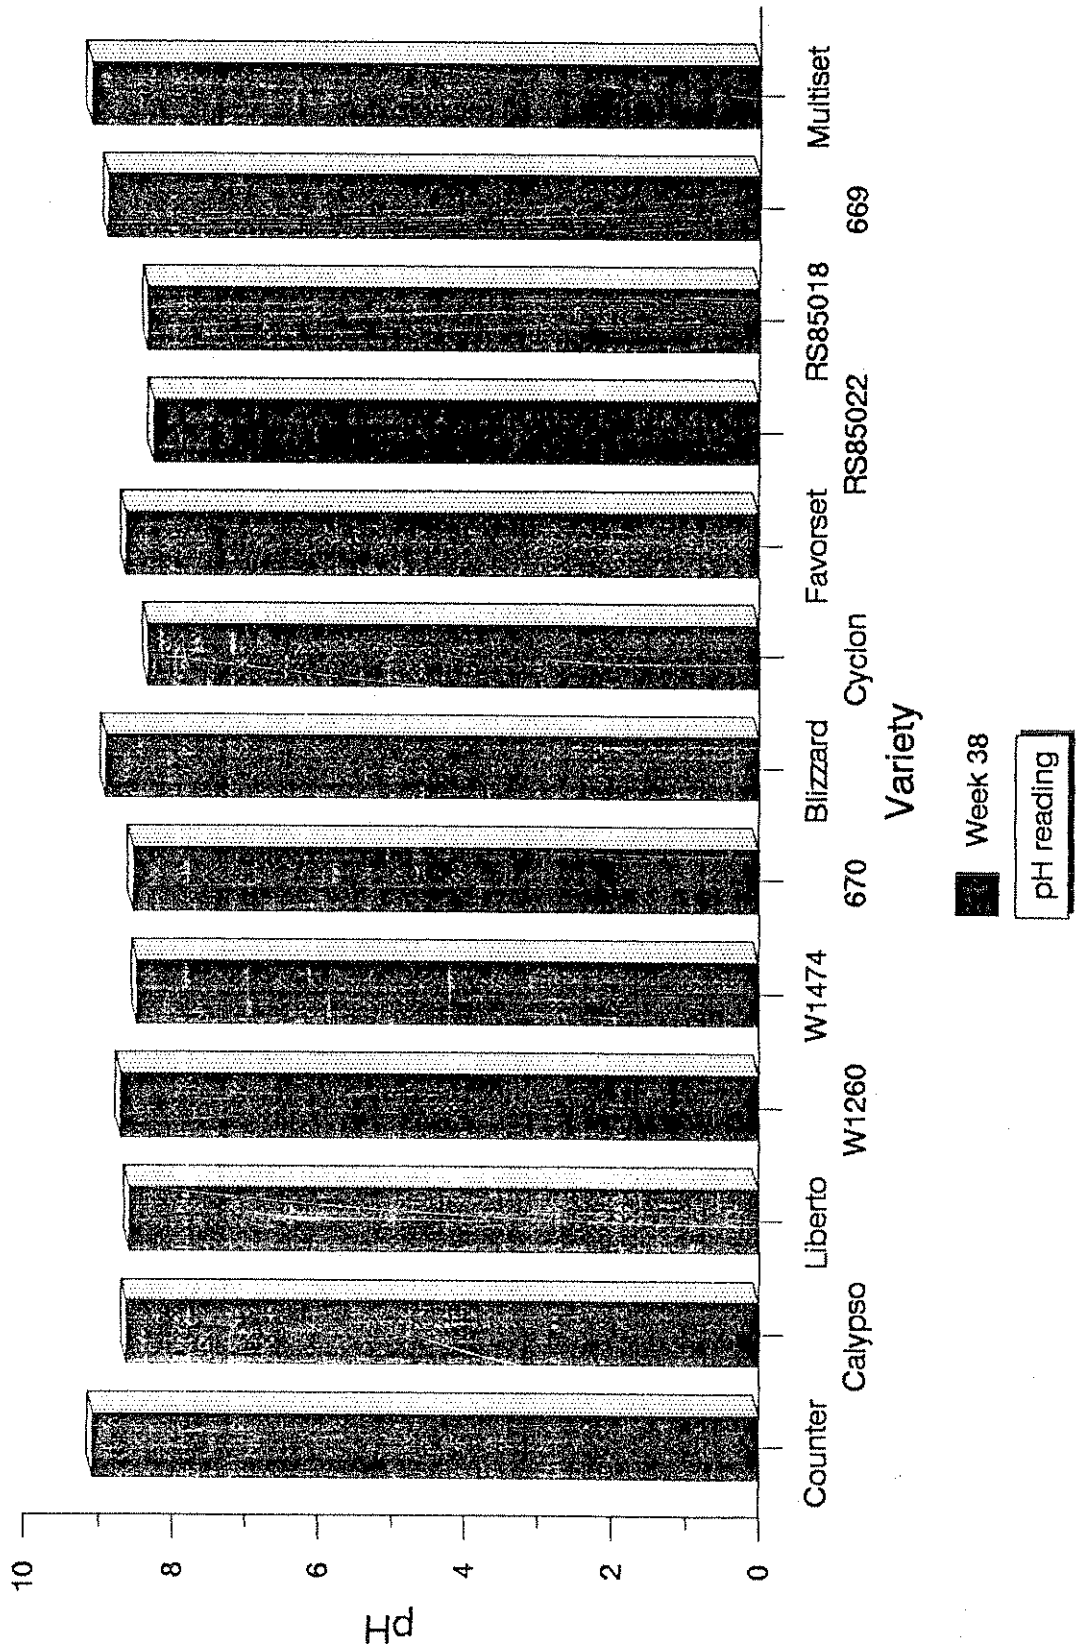 pH
10
8
6
4
2
0
Counter
Calypso
Liberto
W1260
W1474
670
Blizzard
Cyclon
Favorset
RS85022
RS85018
669
Multiset
Variety
Week 38
pH reading